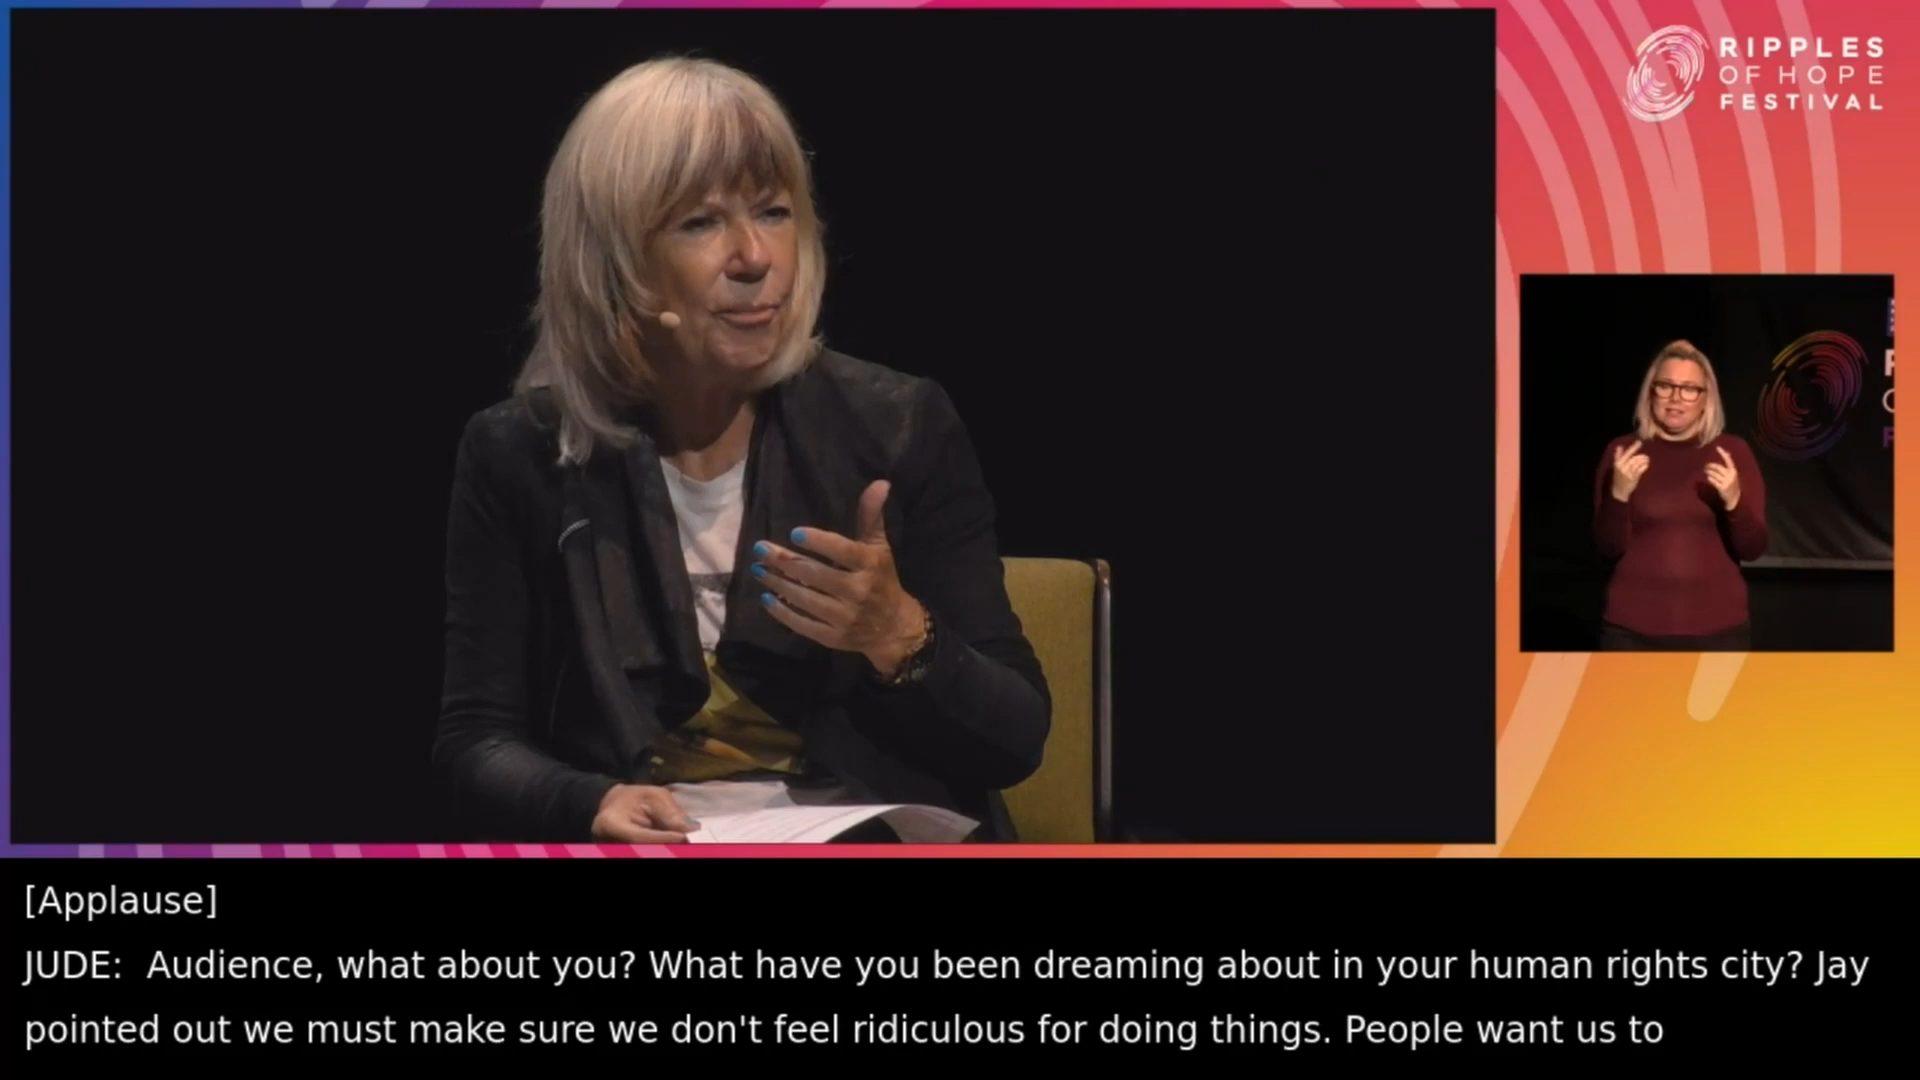 RIPPLES
OF HOPE
FESTIVAL
[Applause]
JUDE:  Audience, what about you? What have you been dreaming about in your human rights city? Jay
pointed out we must make sure we don't feel ridiculous for doing things. People want us to